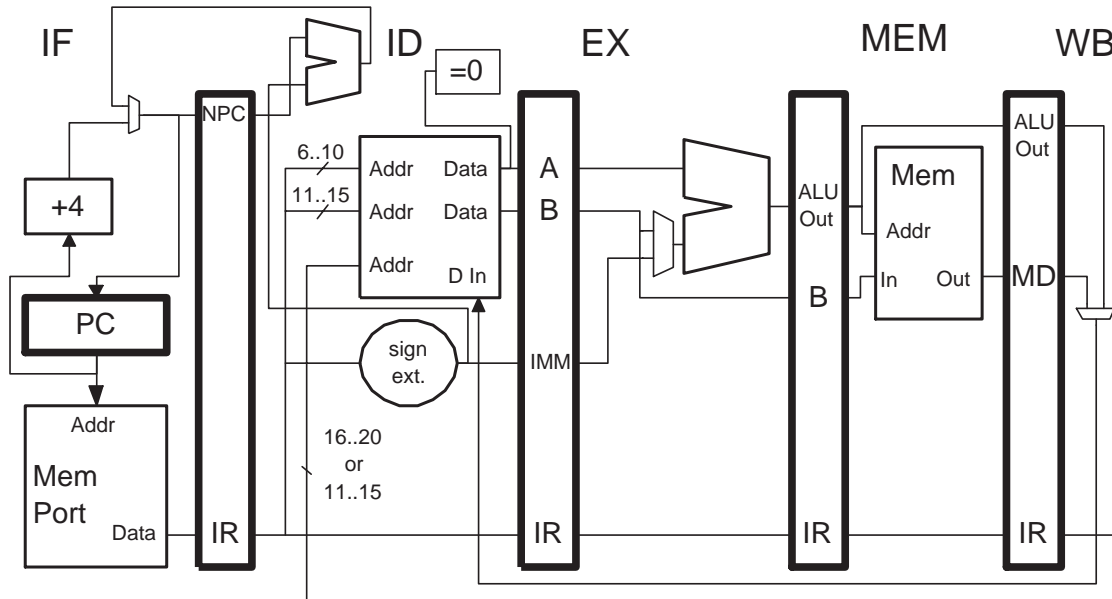 IF
ID
EX
MEM
WB
=0
NPC
+4
PC
Addr
Mem
Port
Data
IR
6..10
11..15
Addr
Data
Addr
Data
Addr
D In
sign
ext.
16..20
or
11..15
A
B
IMM
IR
ALU
Out
B
IR
Mem
Addr
In
Out
ALU
Out
MD
IR